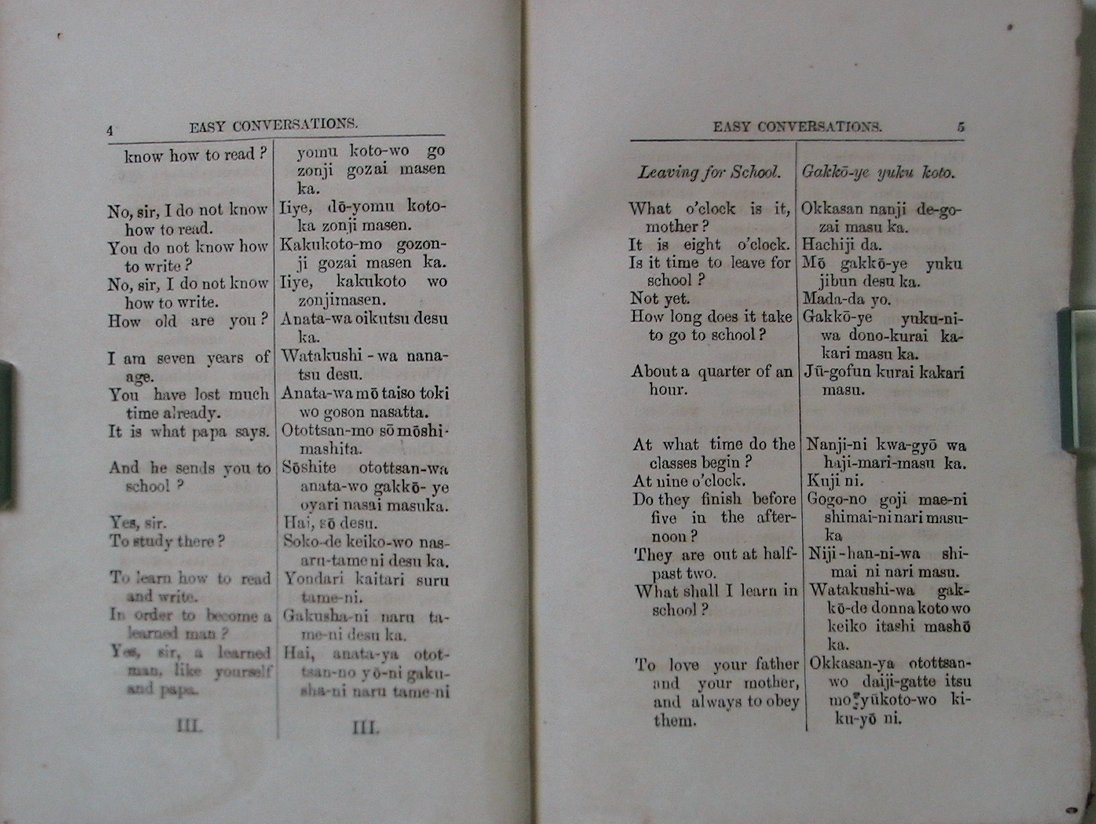 4 EASY CONVERSATIONS.
know how to read ?
No, sir, I do not know
how to read.
You do not know how
to write ?
No, sir, I do not know
how to write.
How old are you ?
I am seven years of
age.
You have lost much
time already.
It is what papa says.
And he sends you to
school ?
Yes, sir.
To study there ?
To learn how to read
and write.
In order to become a
learned man ?
Yes, sir, a learned
man, like yourself
and papa.
III.
yomu koto-wo go
zonji gozai masen
ka.
Iiye, dō-yomu koto-
ka zonji masen.
Kakukoto-mo gozon-
ji gozai masen ka.
Iiye, kakukoto wo
zonjimasen.
Anata-wa oikutsu desu
ka.
Watakushi-wa nana-
tsu desu.
Anata-wa mō taiso toki
wo goson nasatta.
Otottsan-mo sō mōshi-
mashita.
Sōshite otottsan-wa
anata-wo gakkō-ye
oyari nasai masuka.
Hai, sō desu.
Soko-de keiko-wo nas-
aru-tame ni desu ka.
Yondari kaitari suru
tame-ni.
Gakusha-ni naru ta-
me-ni desu ka.
Hai, anata-ya otot-
tsan-no yō-ni gaku-
sha-ni naru tame-ni
III.
EASY CONVERSATIONS. 5
Leaving for School.
What o'clock is it,
mother ?
It is eight o'clock.
Is it time to leave for
school ?
Not yet.
How long does it take
to go to school ?
About a quarter of an
hour.
At what time do the
classes begin ?
At nine o'clock.
Do they finish before
five in the after-
noon ?
They are out at half-
past two.
What shall I learn in
school ?
To love your father
and your mother,
and always to obey
them.
Gakkō-ye yuku koto.
Okkasan nanji de-go-
zai masu ka.
Hachiji da.
Mō gakkō-ye yuku
jibun desu ka.
Mada-da yo.
Gakkō-ye yuku-ni-
wa dono-kurai ka-
kari masu ka.
Jū-gofun kurai kakari
masu.
Nanji-ni kwa-gyō wa
haji-mari-masu ka.
Kuji ni.
Gogo-no goji mae-ni
shimai-ni nari masu-
ka
Niji-han-ni-wa shi-
mai ni nari masu.
Watakushi-wa gak-
kō-de donna koto wo
keiko itashi mashō
ka.
Okkasan-ya otottsan-
wo daiji-gatte itsu
mo yūkoto-wo ki-
ku-yō ni.